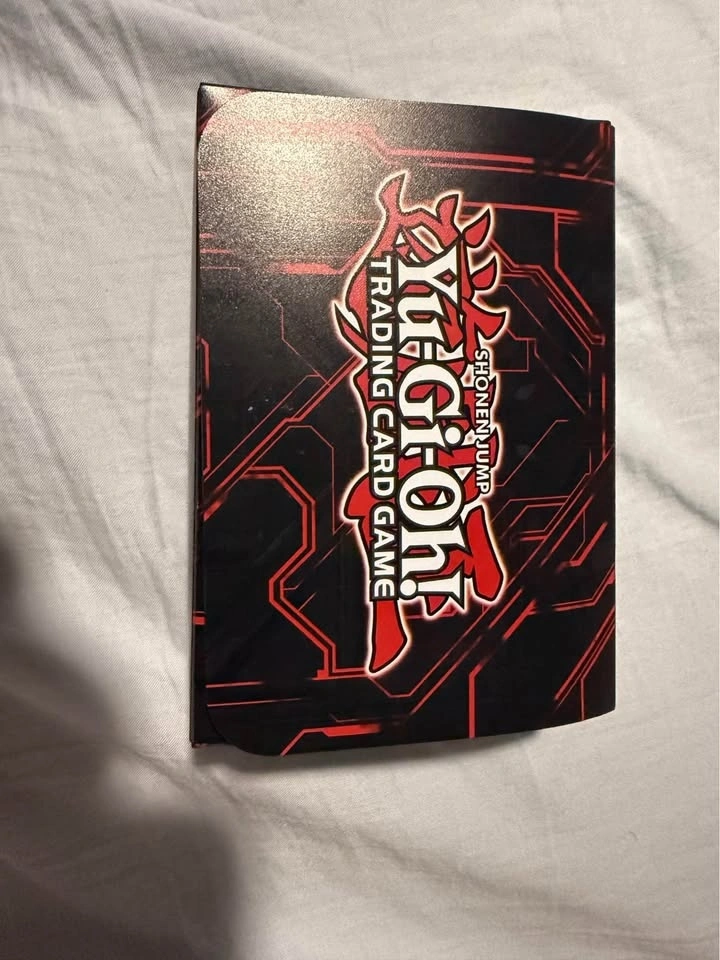 SHONEN JUMP
Yu-Gi-Oh!
TRADING CARD GAME